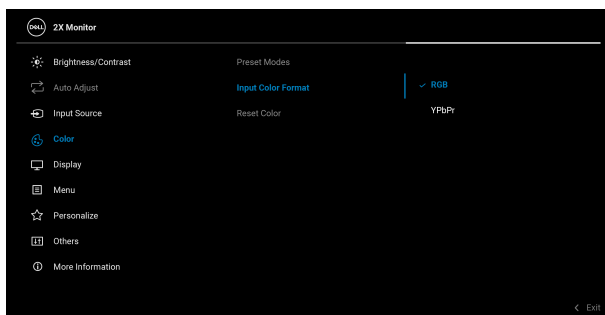 DELL 2X Monitor
Brightness/Contrast Preset Modes
Auto Adjust Input Color Format RGB
Input Source Reset Color YPbPr
Color
Display
Menu
Personalize
Others
More Information
Exit